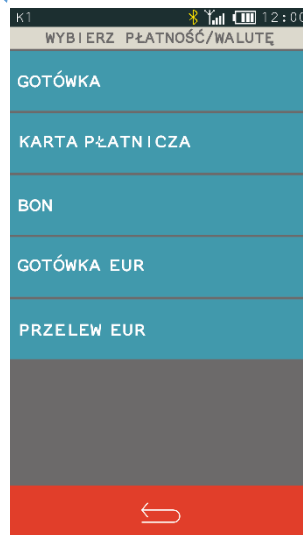 K1 12:00
WYBIERZ PŁATNOŚĆ/WALUTĘ
GOTÓWKA
KARTA PŁATNICZA
BON
GOTÓWKA EUR
PRZELEW EUR